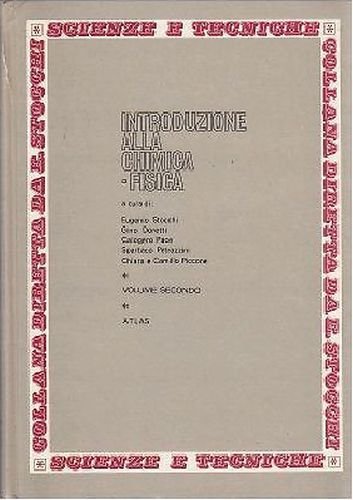 SCIENZE E TECNICHE
COLLANA DIRETTA DA E. STOCCHI
COLLANA DIRETTA DA E. STOCCHI
INTRODUZIONE
ALLA
CHIMICA
-FISICA
a cura di:
Eugenio Stocchi
Gino Donetti
Calogero Pace
Spartaco Petrazzini
Chiara e Camillo Piccone
VOLUME SECONDO
ATLAS
SCIENZE E TECNICHE